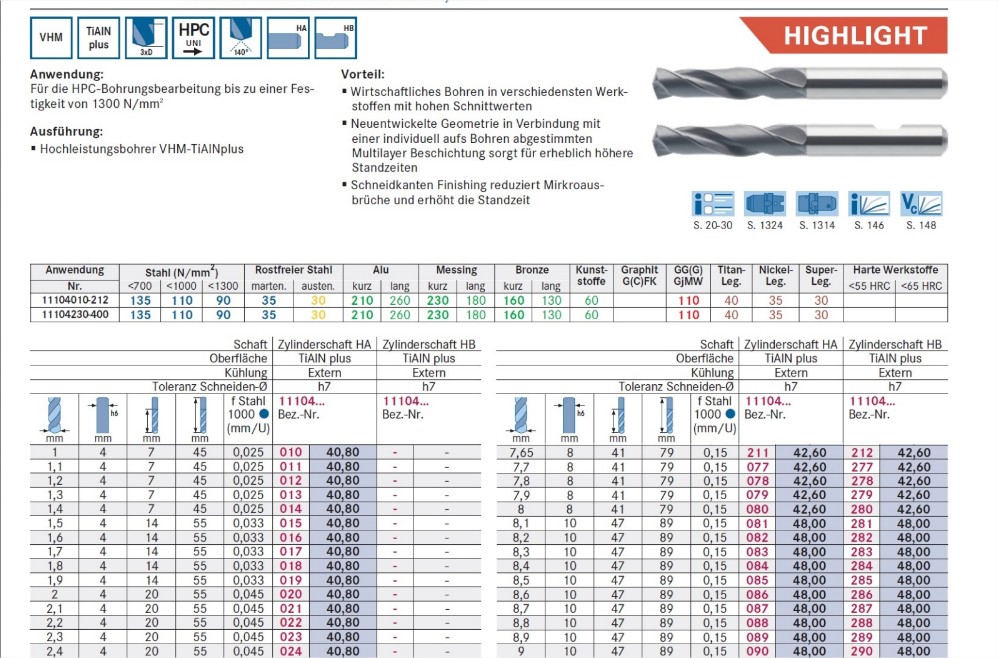 VHM
TiAlN
plus
3xD
HPC
UNI
140°
HA
HB
HIGHLIGHT
Anwendung:
Für die HPC-Bohrungsbearbeitung bis zu einer Fes-
tigkeit von 1300 N/mm²
Ausführung:
▪ Hochleistungsbohrer VHM-TiAlNplus
Vorteil:
▪ Wirtschaftliches Bohren in verschiedensten Werk-
stoffen mit hohen Schnittwerten
▪ Neuentwickelte Geometrie in Verbindung mit
einer individuell aufs Bohren abgestimmten
Multilayer Beschichtung sorgt für erheblich höhere
Standzeiten
▪ Schneidkanten Finishing reduziert Mirkroaus-
brüche und erhöht die Standzeit
S. 20-30 S. 1324 S. 1314 S. 146 S. 148
Anwendung Stahl (N/mm²) Rostfreier Stahl Alu Messing Bronze Kunst-stoffe Graphit G(C)FK GG(G) GjMW Titan-Leg. Nickel-Leg. Super-Leg. Harte Werkstoffe
Nr. <700 <1000 <1300 marten. austen. kurz lang kurz lang kurz lang <55 HRC <65 HRC
11104010-212 135 110 90 35 30 210 260 230 180 160 130 60 110 40 35 30
11104230-400 135 110 90 35 30 210 260 230 180 160 130 60 110 40 35 30
Schaft Zylinderschaft HA Zylinderschaft HB
Oberfläche TiAlN plus TiAlN plus
Kühlung Extern Extern
Toleranz Schneiden-Ø h7 h7
h6
f Stahl 11104... 11104...
1000 Bez.-Nr. Bez.-Nr.
mm mm mm mm (mm/U)
1 4 7 45 0,025 010 40,80 - -
1,1 4 7 45 0,025 011 40,80 - -
1,2 4 7 45 0,025 012 40,80 - -
1,3 4 7 45 0,025 013 40,80 - -
1,4 4 7 45 0,025 014 40,80 - -
1,5 4 14 55 0,033 015 40,80 - -
1,6 4 14 55 0,033 016 40,80 - -
1,7 4 14 55 0,033 017 40,80 - -
1,8 4 14 55 0,033 018 40,80 - -
1,9 4 14 55 0,033 019 40,80 - -
2 4 20 55 0,045 020 40,80 - -
2,1 4 20 55 0,045 021 40,80 - -
2,2 4 20 55 0,045 022 40,80 - -
2,3 4 20 55 0,045 023 40,80 - -
2,4 4 20 55 0,045 024 40,80 - -
Schaft Zylinderschaft HA Zylinderschaft HB
Oberfläche TiAlN plus TiAlN plus
Kühlung Extern Extern
Toleranz Schneiden-Ø h7 h7
h6
f Stahl 11104... 11104...
1000 Bez.-Nr. Bez.-Nr.
mm mm mm mm (mm/U)
7,65 8 41 79 0,15 211 42,60 212 42,60
7,7 8 41 79 0,15 077 42,60 277 42,60
7,8 8 41 79 0,15 078 42,60 278 42,60
7,9 8 41 79 0,15 079 42,60 279 42,60
8 8 41 79 0,15 080 42,60 280 42,60
8,1 10 47 89 0,15 081 48,00 281 48,00
8,2 10 47 89 0,15 082 48,00 282 48,00
8,3 10 47 89 0,15 083 48,00 283 48,00
8,4 10 47 89 0,15 084 48,00 284 48,00
8,5 10 47 89 0,15 085 48,00 285 48,00
8,6 10 47 89 0,15 086 48,00 286 48,00
8,7 10 47 89 0,15 087 48,00 287 48,00
8,8 10 47 89 0,15 088 48,00 288 48,00
8,9 10 47 89 0,15 089 48,00 289 48,00
9 10 47 89 0,15 090 48,00 290 48,00